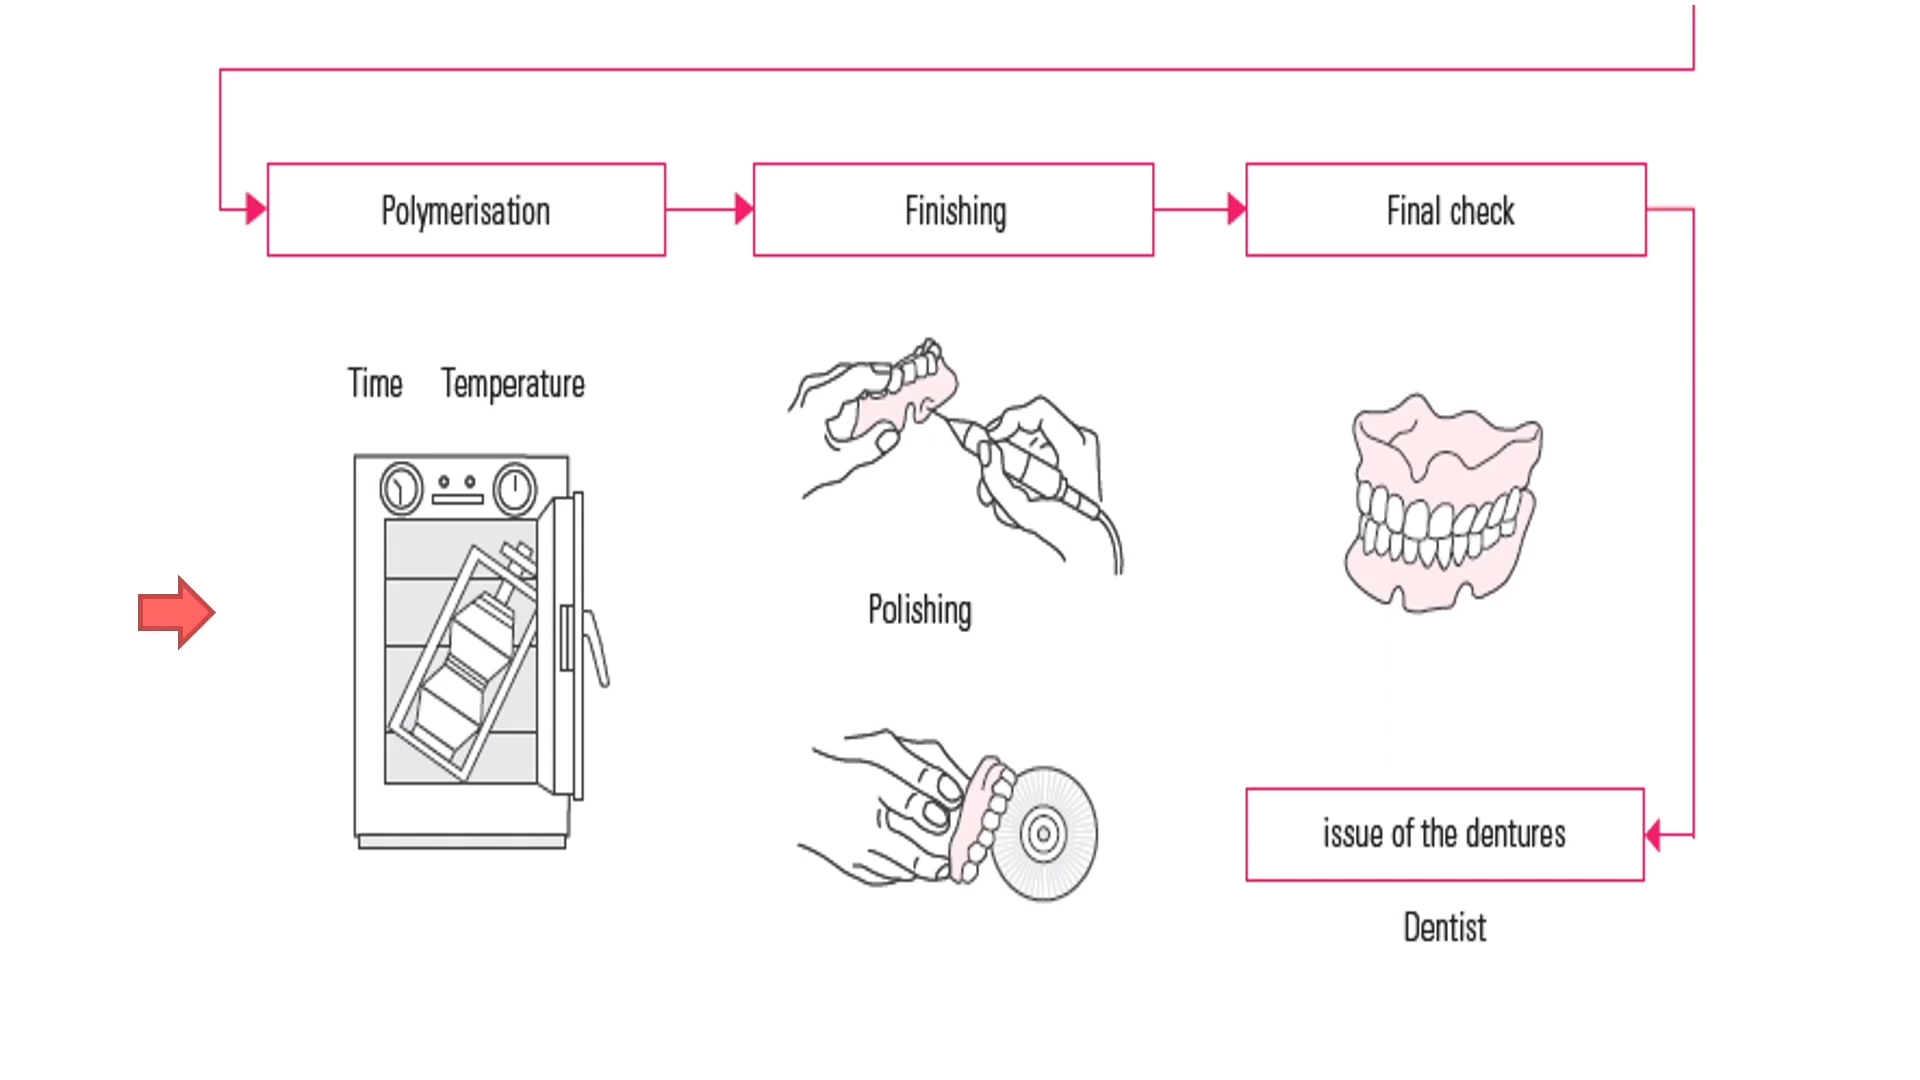 Polymerisation
Finishing
Final check
Time Temperature
Polishing
issue of the dentures
Dentist